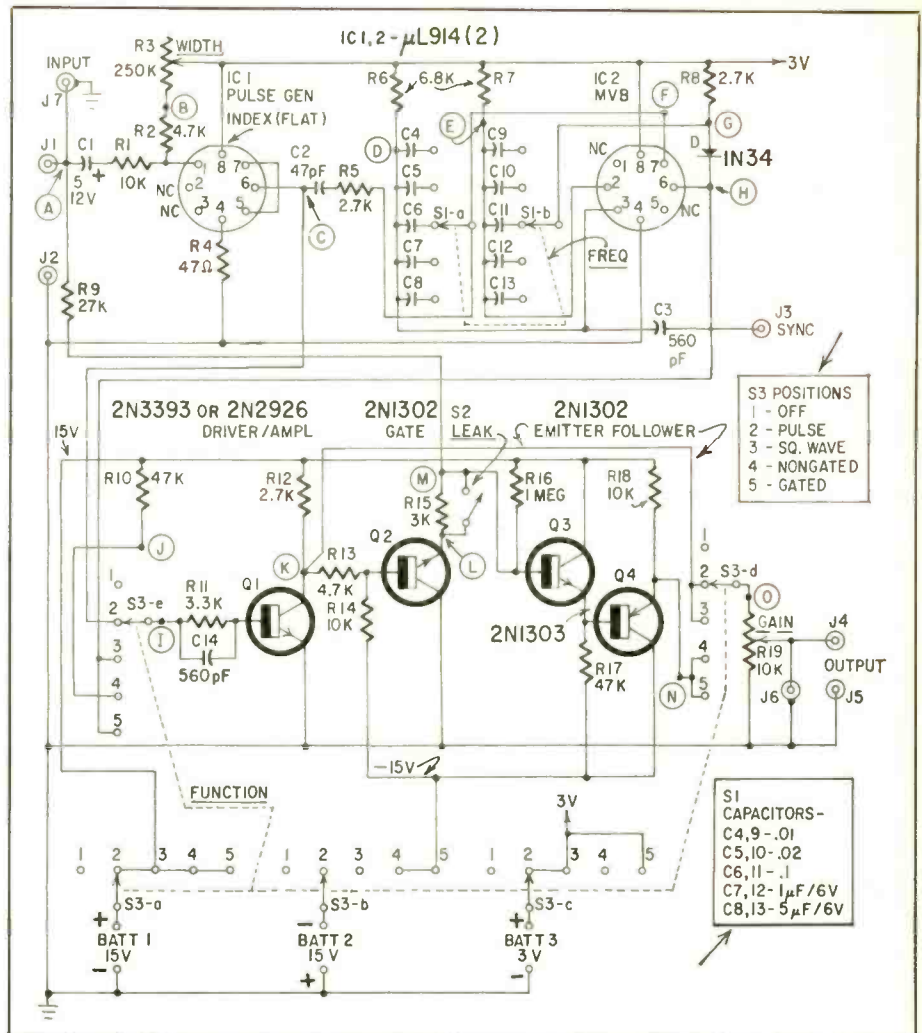 IC1,2-µL914(2)
INPUT
J7
R3
WIDTH
250K
B
R2
4.7K
IC1
PULSE GEN
INDEX(FLAT)
R6
6.8K
R7
IC2
MVB
F
R8
2.7K
3V
G
D
1N34
H
J1
A
C1
5
12V
+
R1
10K
NC
NC
1
2
3
4
5
6
7
8
C2
47pF
R5
2.7K
C
D
E
C4
C5
C6
C7
C8
S1-a
C9
C10
C11
C12
C13
S1-b
FREQ
NC
NC
1
2
3
4
5
6
7
8
R4
47Ω
J2
R9
27K
C3
560
pF
J3
SYNC
2N3393 OR 2N2926
DRIVER/AMPL
2N1302
GATE
S2
LEAK
2N1302
EMITTER FOLLOWER
S3 POSITIONS
1 - OFF
2 - PULSE
3 - SQ. WAVE
4 - NONGATED
5 - GATED
15V
R10
47K
J
R12
2.7K
M
R15
3K
R16
1 MEG
R18
10K
Q1
K
R13
4.7K
R14
10K
Q2
L
Q3
Q4
2N1303
R17
47K
N
1
2
3
4
5
S3-e
I
R11
3.3K
C14
560pF
1
2
3
4
5
S3-d
O
GAIN
R19
10K
J4
J6
OUTPUT
J5
-15V
FUNCTION
3V
1
2
3
4
5
1
2
3
4
5
1
2
3
4
5
S3-a
+
BATT 1
15V
-
S3-b
-
BATT 2
15V
+
S3-c
+
BATT 3
3V
-
S1
CAPACITORS-
C4,9-.01
C5,10-.02
C6,11-.1
C7,12-1µF/6V
C8,13-5µF/6V